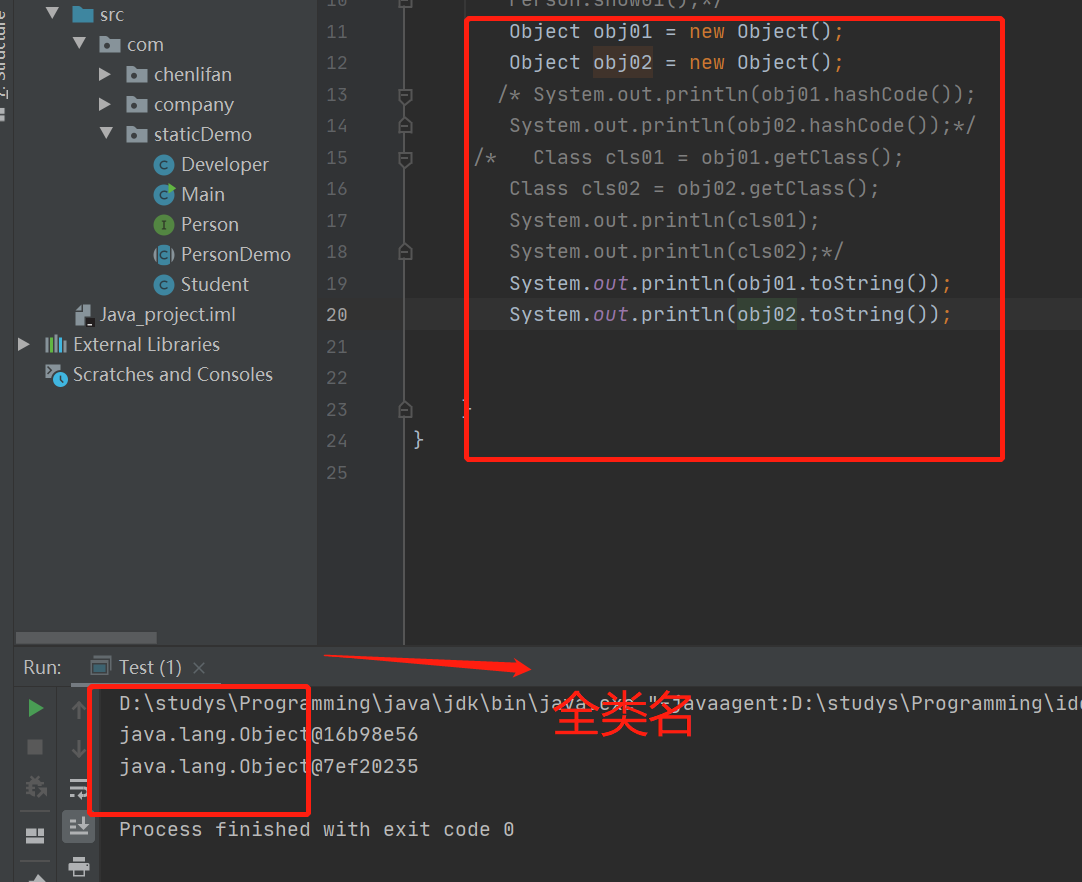 src
com
chenlifan
company
staticDemo
Developer
Main
Person
PersonDemo
Student
Java_project.iml
External Libraries
Scratches and Consoles
Z: Structure
10 Person.show01();*/
11 Object obj01 = new Object();
12 Object obj02 = new Object();
13 /* System.out.println(obj01.hashCode());
14 System.out.println(obj02.hashCode());*/
15 /* Class cls01 = obj01.getClass();
16 Class cls02 = obj02.getClass();
17 System.out.println(cls01);
18 System.out.println(cls02);*/
19 System.out.println(obj01.toString());
20 System.out.println(obj02.toString());
21
22
23 }
24 }
25
Run: Test (1)
D:\studys\Programming\java\jdk\bin\java.exe "-javaagent:D:\studys\Programming\ide
全类名
java.lang.Object@16b98e56
java.lang.Object@7ef20235
Process finished with exit code 0